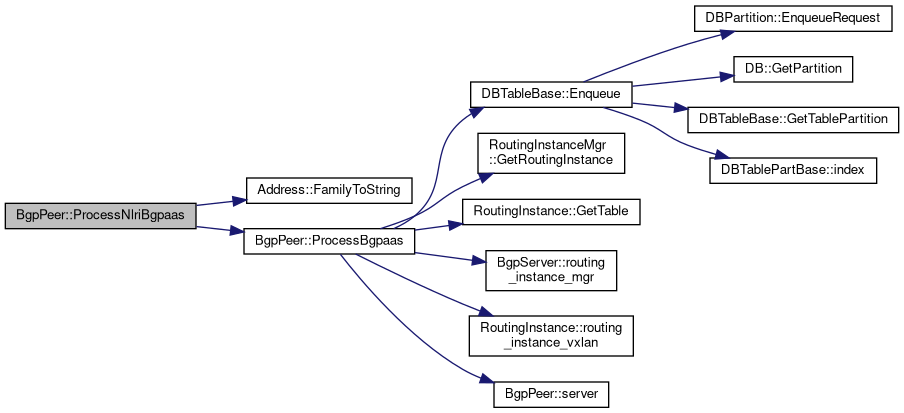 BgpPeer::ProcessNlriBgpaas
Address::FamilyToString
BgpPeer::ProcessBgpaas
DBTableBase::Enqueue
DBPartition::EnqueueRequest
DB::GetPartition
DBTableBase::GetTablePartition
DBTablePartBase::index
RoutingInstanceMgr
::GetRoutingInstance
RoutingInstance::GetTable
BgpServer::routing
_instance_mgr
RoutingInstance::routing
_instance_vxlan
BgpPeer::server